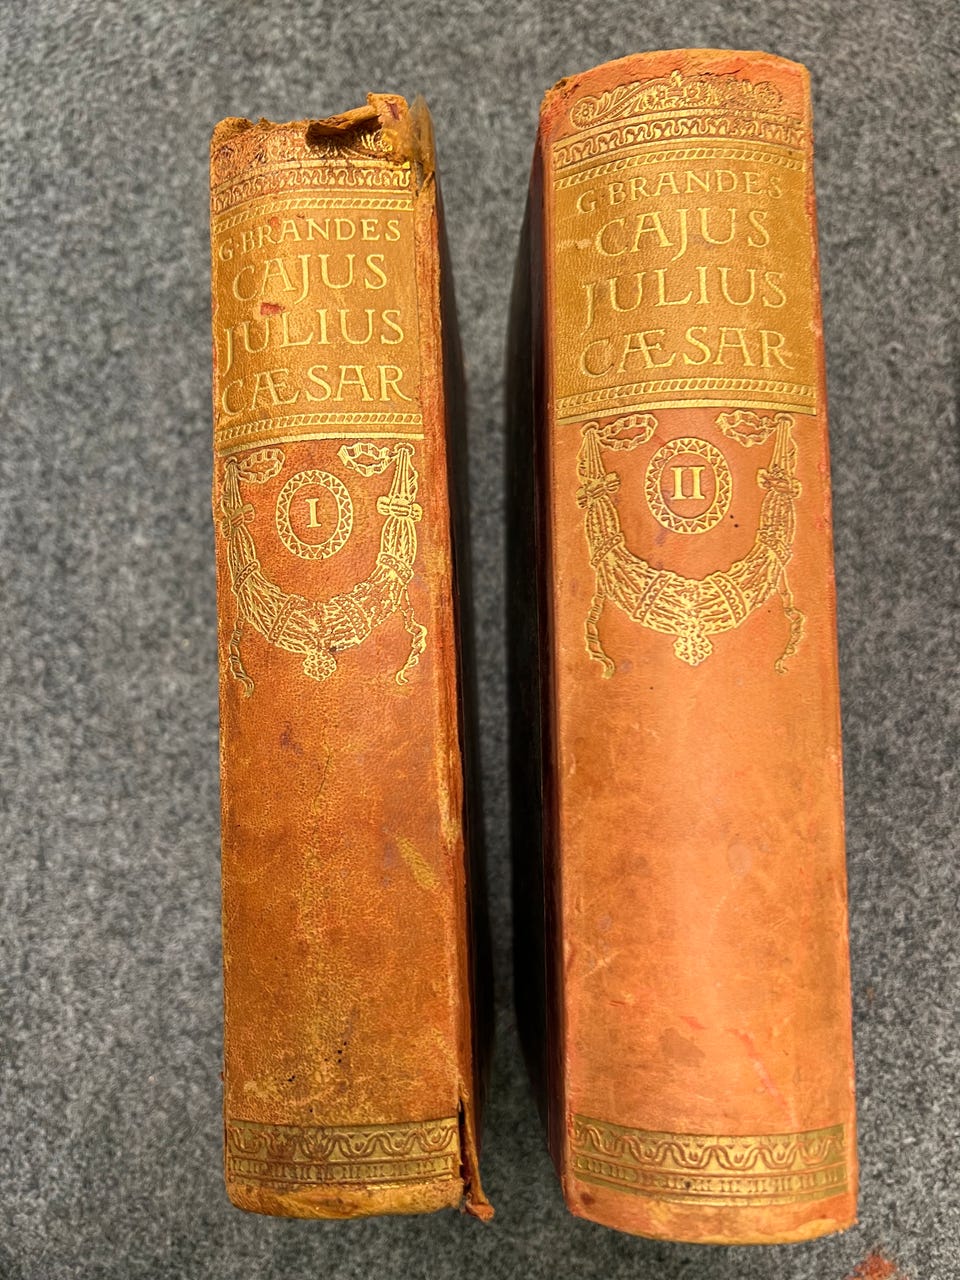 G·BRANDES
CAJUS
JULIUS
CÆSAR
I
G BRANDES
CAJUS
JULIUS
CÆSAR
II